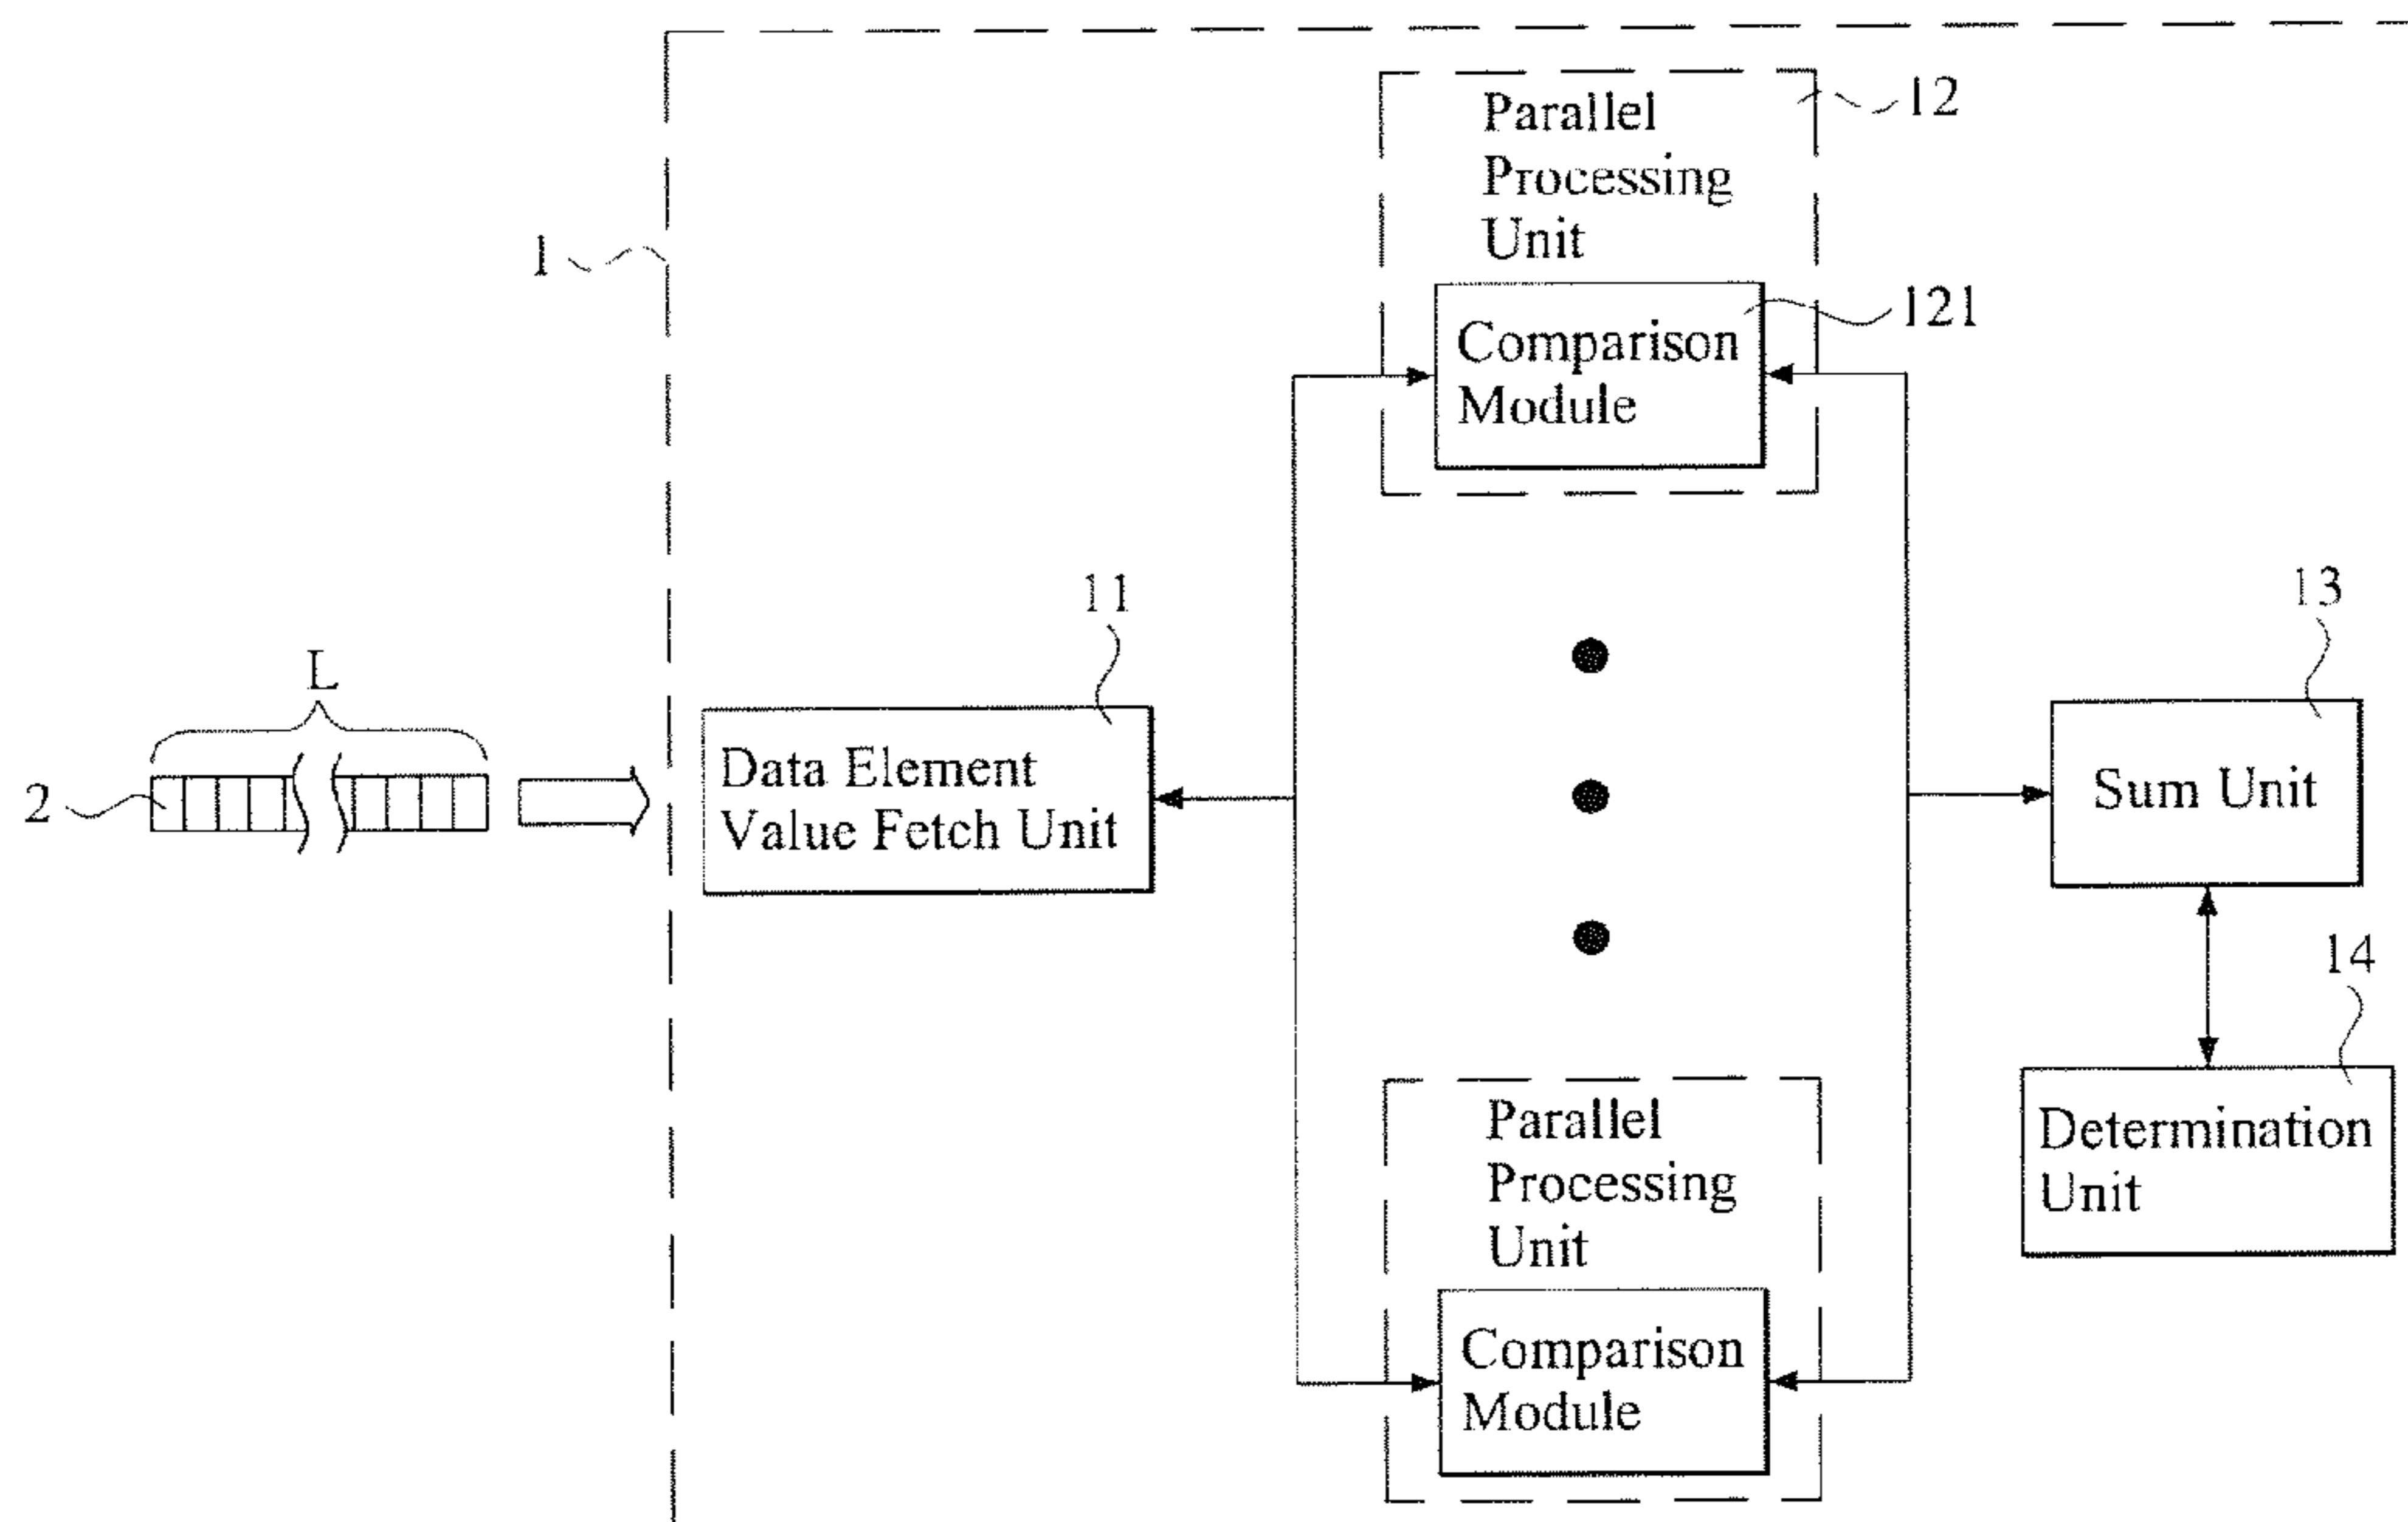 12
Parallel
Processing
Unit
1
121
Comparison
Module
11
13
L
Data Element
Value Fetch Unit
2
Sum Unit
14
Parallel
Processing
Unit
Determination
Unit
Comparison
Module